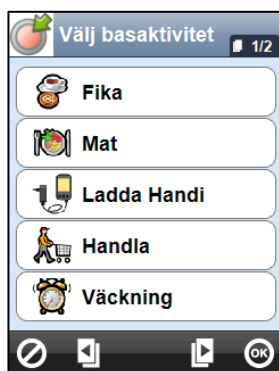 Välj basaktivitet
1/2
Fika
Mat
Ladda Handi
Handla
Väckning
OK